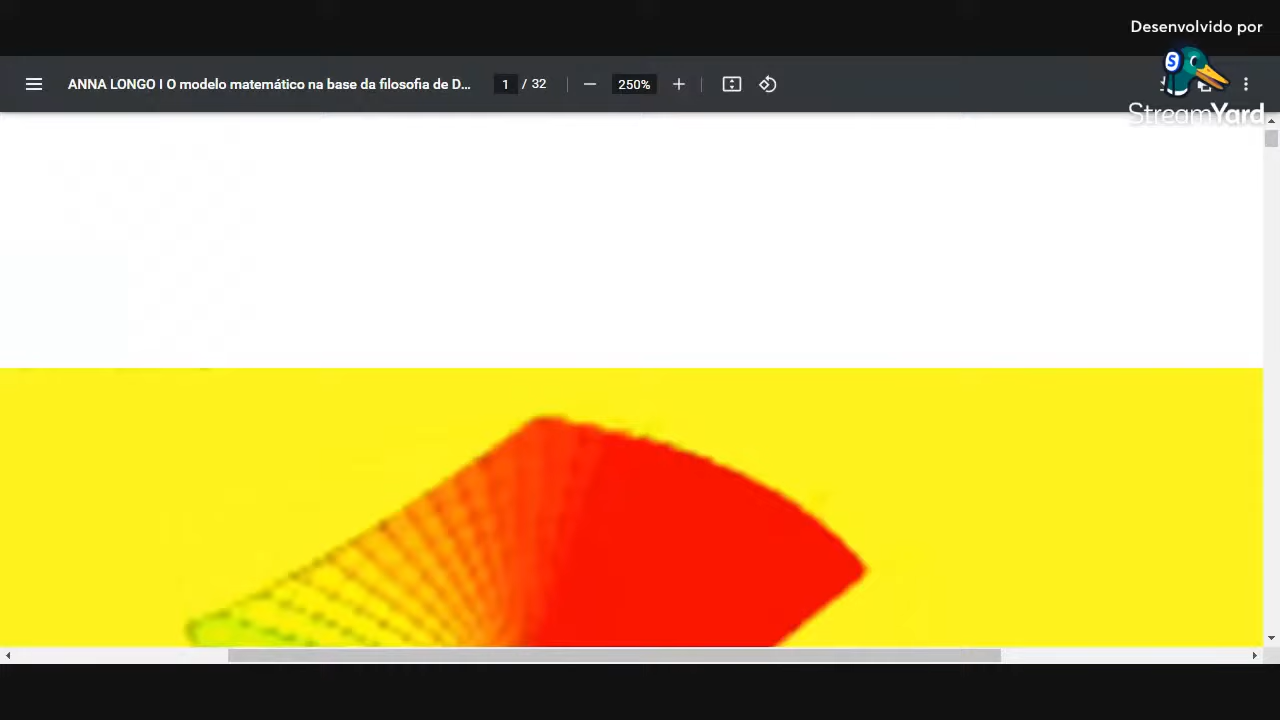 Desenvolvido por
ANNA LONGO I O modelo matemático na base da filosofia de D...
1 / 32
250%
S
StreamYard